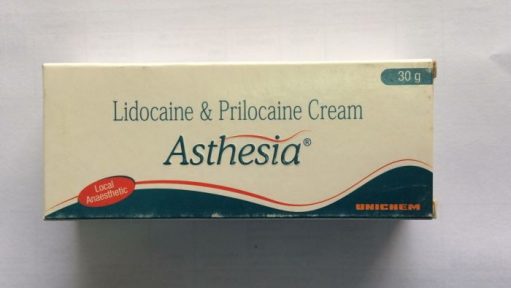 30 g
Lidocaine & Prilocaine Cream
Asthesia®
Local
Anaesthetic
UNICHEM